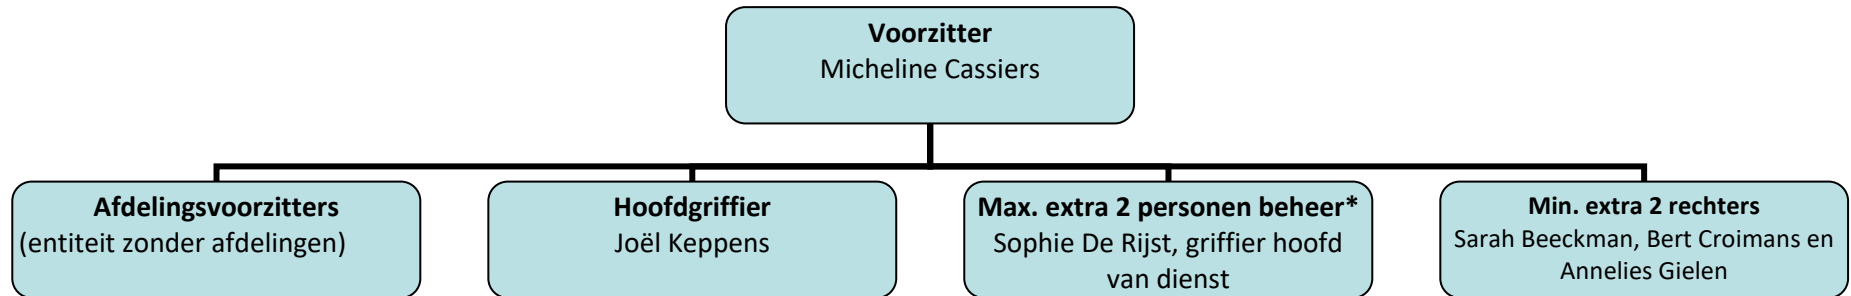 Voorzitter
Micheline Cassiers
Afdelingsvoorzitters
(entiteit zonder afdelingen)
Hoofdgriffier
Joël Keppens
Max. extra 2 personen beheer*
Sophie De Rijst, griffier hoofd
van dienst
Min. extra 2 rechters
Sarah Beeckman, Bert Croimans en
Annelies Gielen